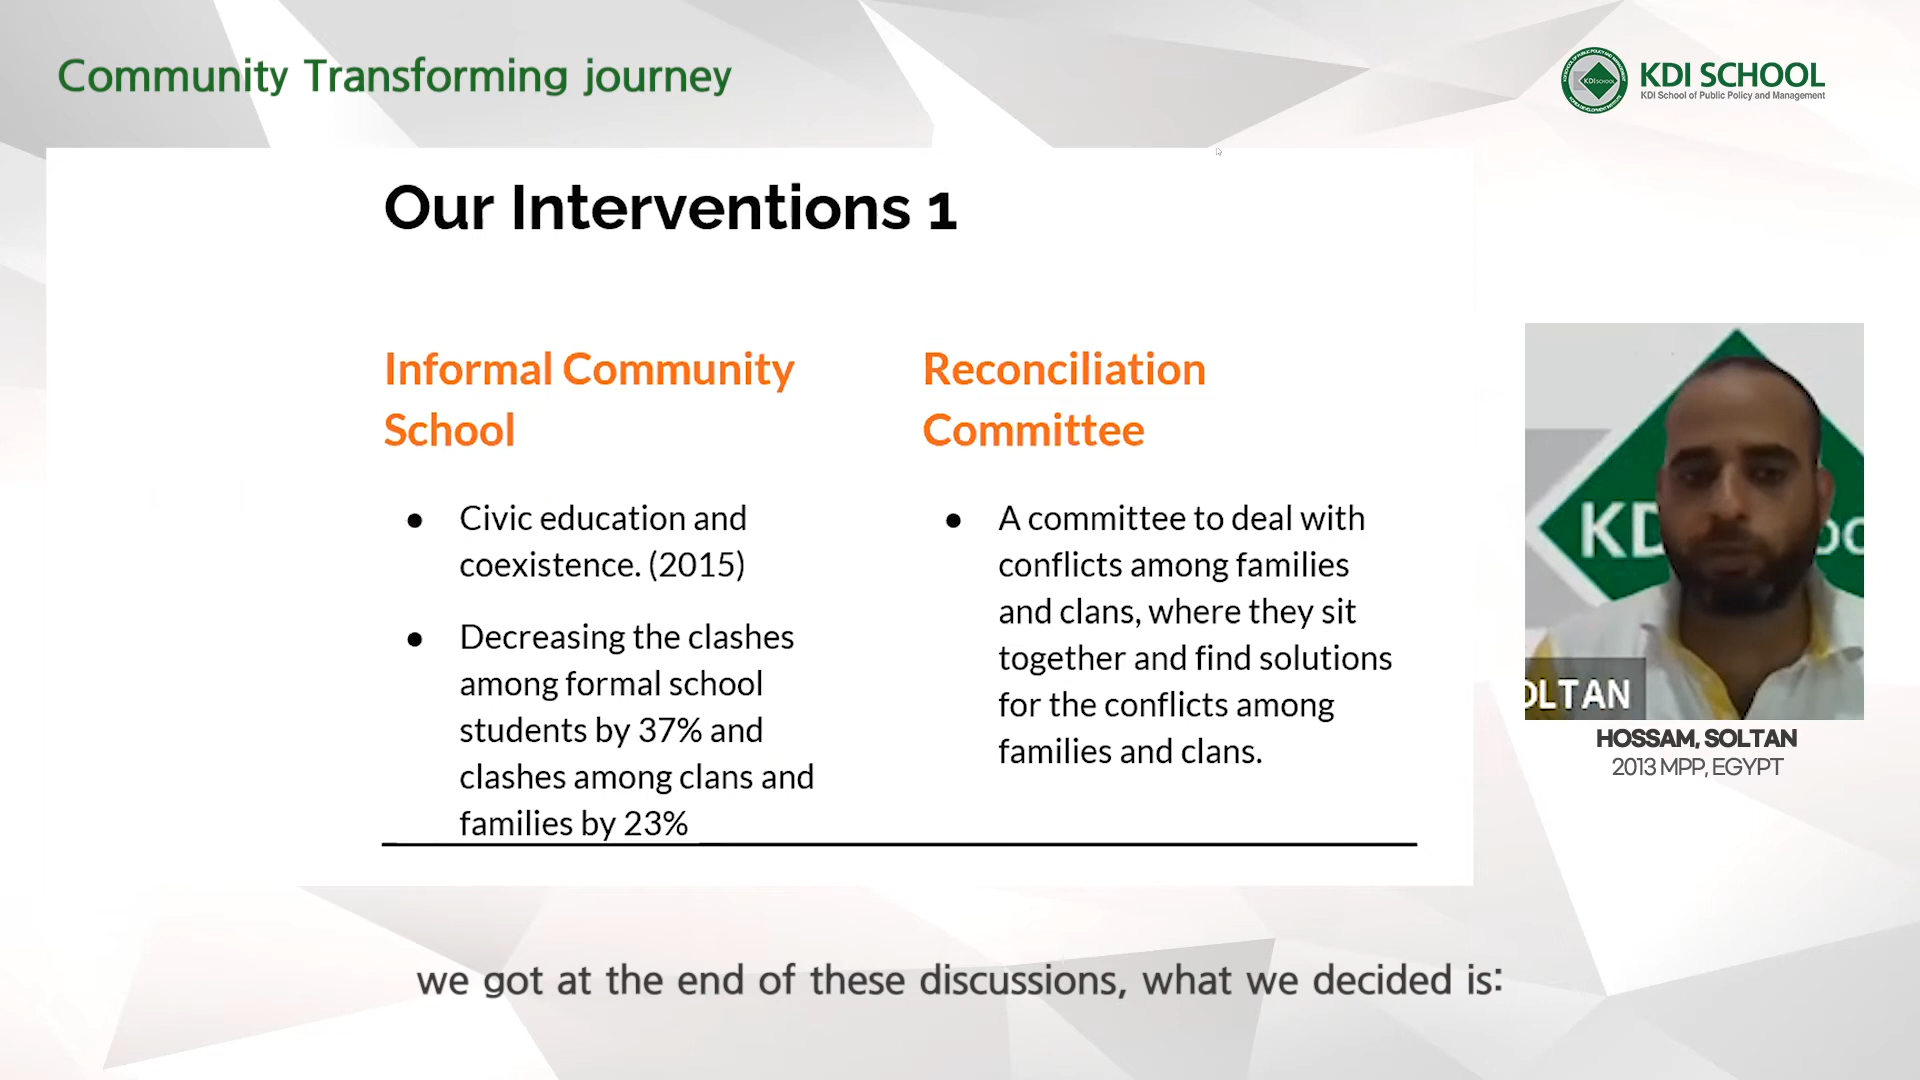 Community Transforming journey
KDI SCHOOL
KDI School of Public Policy and Management
Our Interventions 1
Informal Community
School
● Civic education and
coexistence. (2015)
● Decreasing the clashes
among formal school
students by 37% and
clashes among clans and
families by 23%
Reconciliation
Committee
● A committee to deal with
conflicts among families
and clans, where they sit
together and find solutions
for the conflicts among
families and clans.
OLTAN
HOSSAM, SOLTAN
2013 MPP, EGYPT
we got at the end of these discussions, what we decided is: